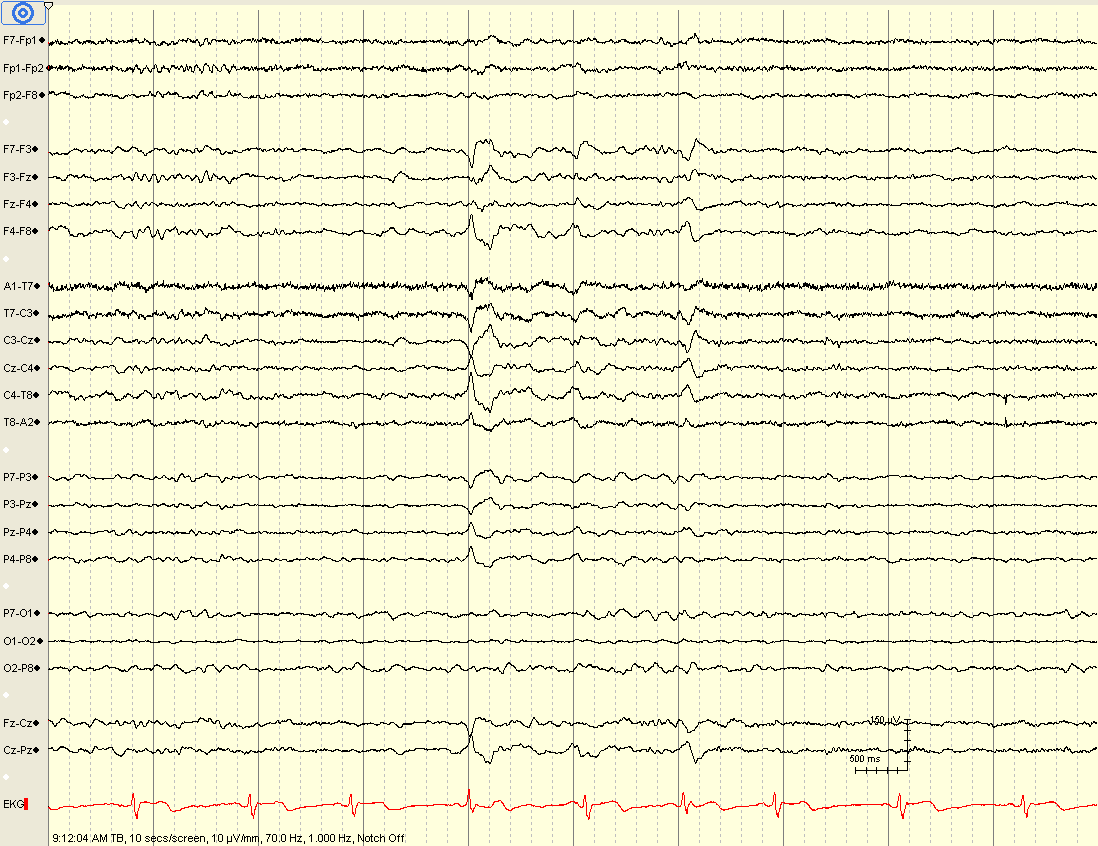 F7-Fp1
Fp1-Fp2
Fp2-F8
F7-F3
F3-Fz
Fz-F4
F4-F8
A1-T7
T7-C3
C3-Cz
Cz-C4
C4-T8
T8-A2
P7-P3
P3-Pz
Pz-P4
P4-P8
P7-O1
O1-O2
O2-P8
Fz-Cz
150 µV
Cz-Pz
500 ms
EKG
9:12:04 AM TB, 10 secs/screen, 10 µV/mm, 70.0 Hz, 1.000 Hz, Notch Off